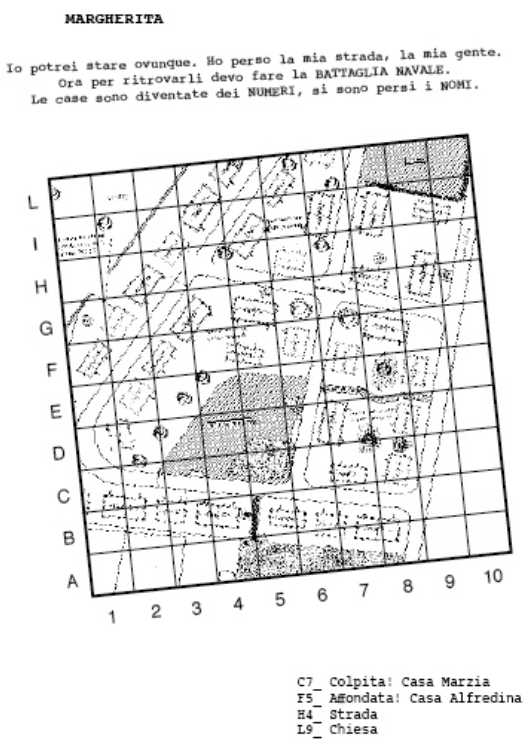 MARGHERITA
Io potrei stare ovunque. Ho perso la mia strada, la mia gente.
Ora per ritrovarli devo fare la BATTAGLIA NAVALE.
Le case sono diventate dei NUMERI, si sono persi i NOMI.
L
I
H
G
F
E
D
C
B
A
1 2 3 4 5 6 7 8 9 10
C7_ Colpita! Casa Marzia
F5_ Affondata! Casa Alfredina
H4_ Strada
L9_ Chiesa